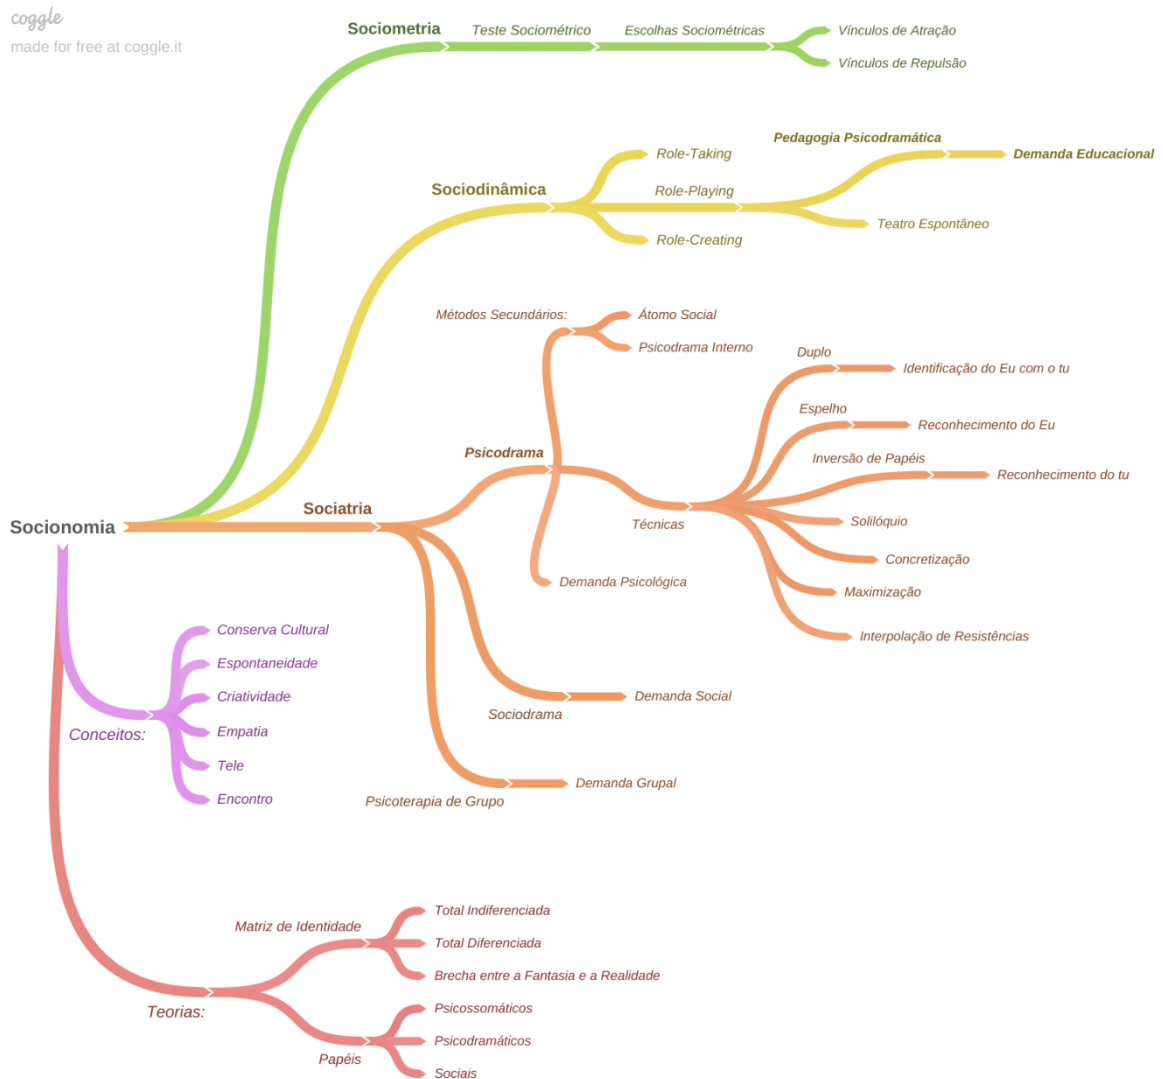 coggle
made for free at coggle.it
Sociometria
Teste Sociométrico
Escolhas Sociométricas
Vínculos de Atração
Vínculos de Repulsão
Pedagogia Psicodramática
Demanda Educacional
Role-Taking
Sociodinâmica
Role-Playing
Teatro Espontâneo
Role-Creating
Métodos Secundários:
Átomo Social
Psicodrama Interno
Duplo
Identificação do Eu com o tu
Espelho
Reconhecimento do Eu
Psicodrama
Inversão de Papéis
Reconhecimento do tu
Sociatria
Técnicas
Solilóquio
Socionomia
Concretização
Demanda Psicológica
Maximização
Interpolação de Resistências
Conserva Cultural
Espontaneidade
Criatividade
Conceitos:
Empatia
Tele
Encontro
Sociodrama
Demanda Social
Psicoterapia de Grupo
Demanda Grupal
Matriz de Identidade
Total Indiferenciada
Total Diferenciada
Brecha entre a Fantasia e a Realidade
Teorias:
Psicossomáticos
Psicodramáticos
Papéis
Sociais